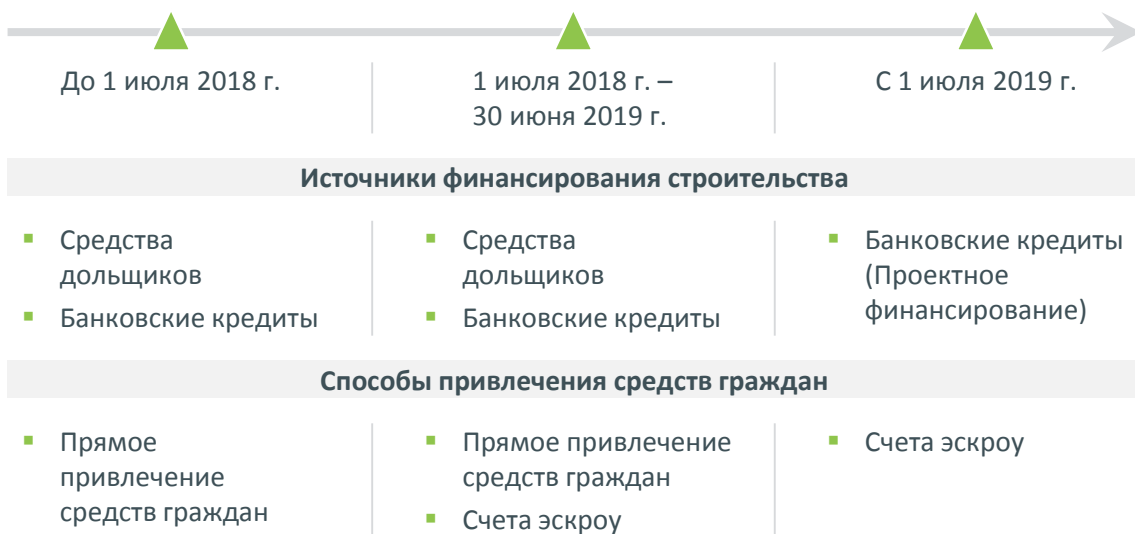 До 1 июля 2018 г.
1 июля 2018 г. –
30 июня 2019 г.
С 1 июля 2019 г.
Источники финансирования строительства
Средства
дольщиков
Банковские кредиты
Средства
дольщиков
Банковские кредиты
Банковские кредиты
(Проектное
финансирование)
Способы привлечения средств граждан
Прямое
привлечение
средств граждан
Прямое привлечение
средств граждан
Счета эскроу
Счета эскроу